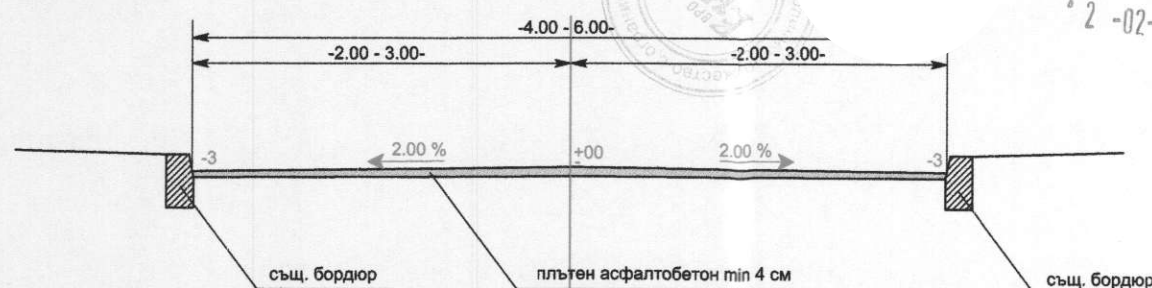 -4.00 - 6.00-
-2.00 - 3.00- -2.00 - 3.00-
-3 2.00 % +00 2.00 % -3
същ. бордюр плътен асфалтобетон min 4 см същ. бордюр
2 -02-